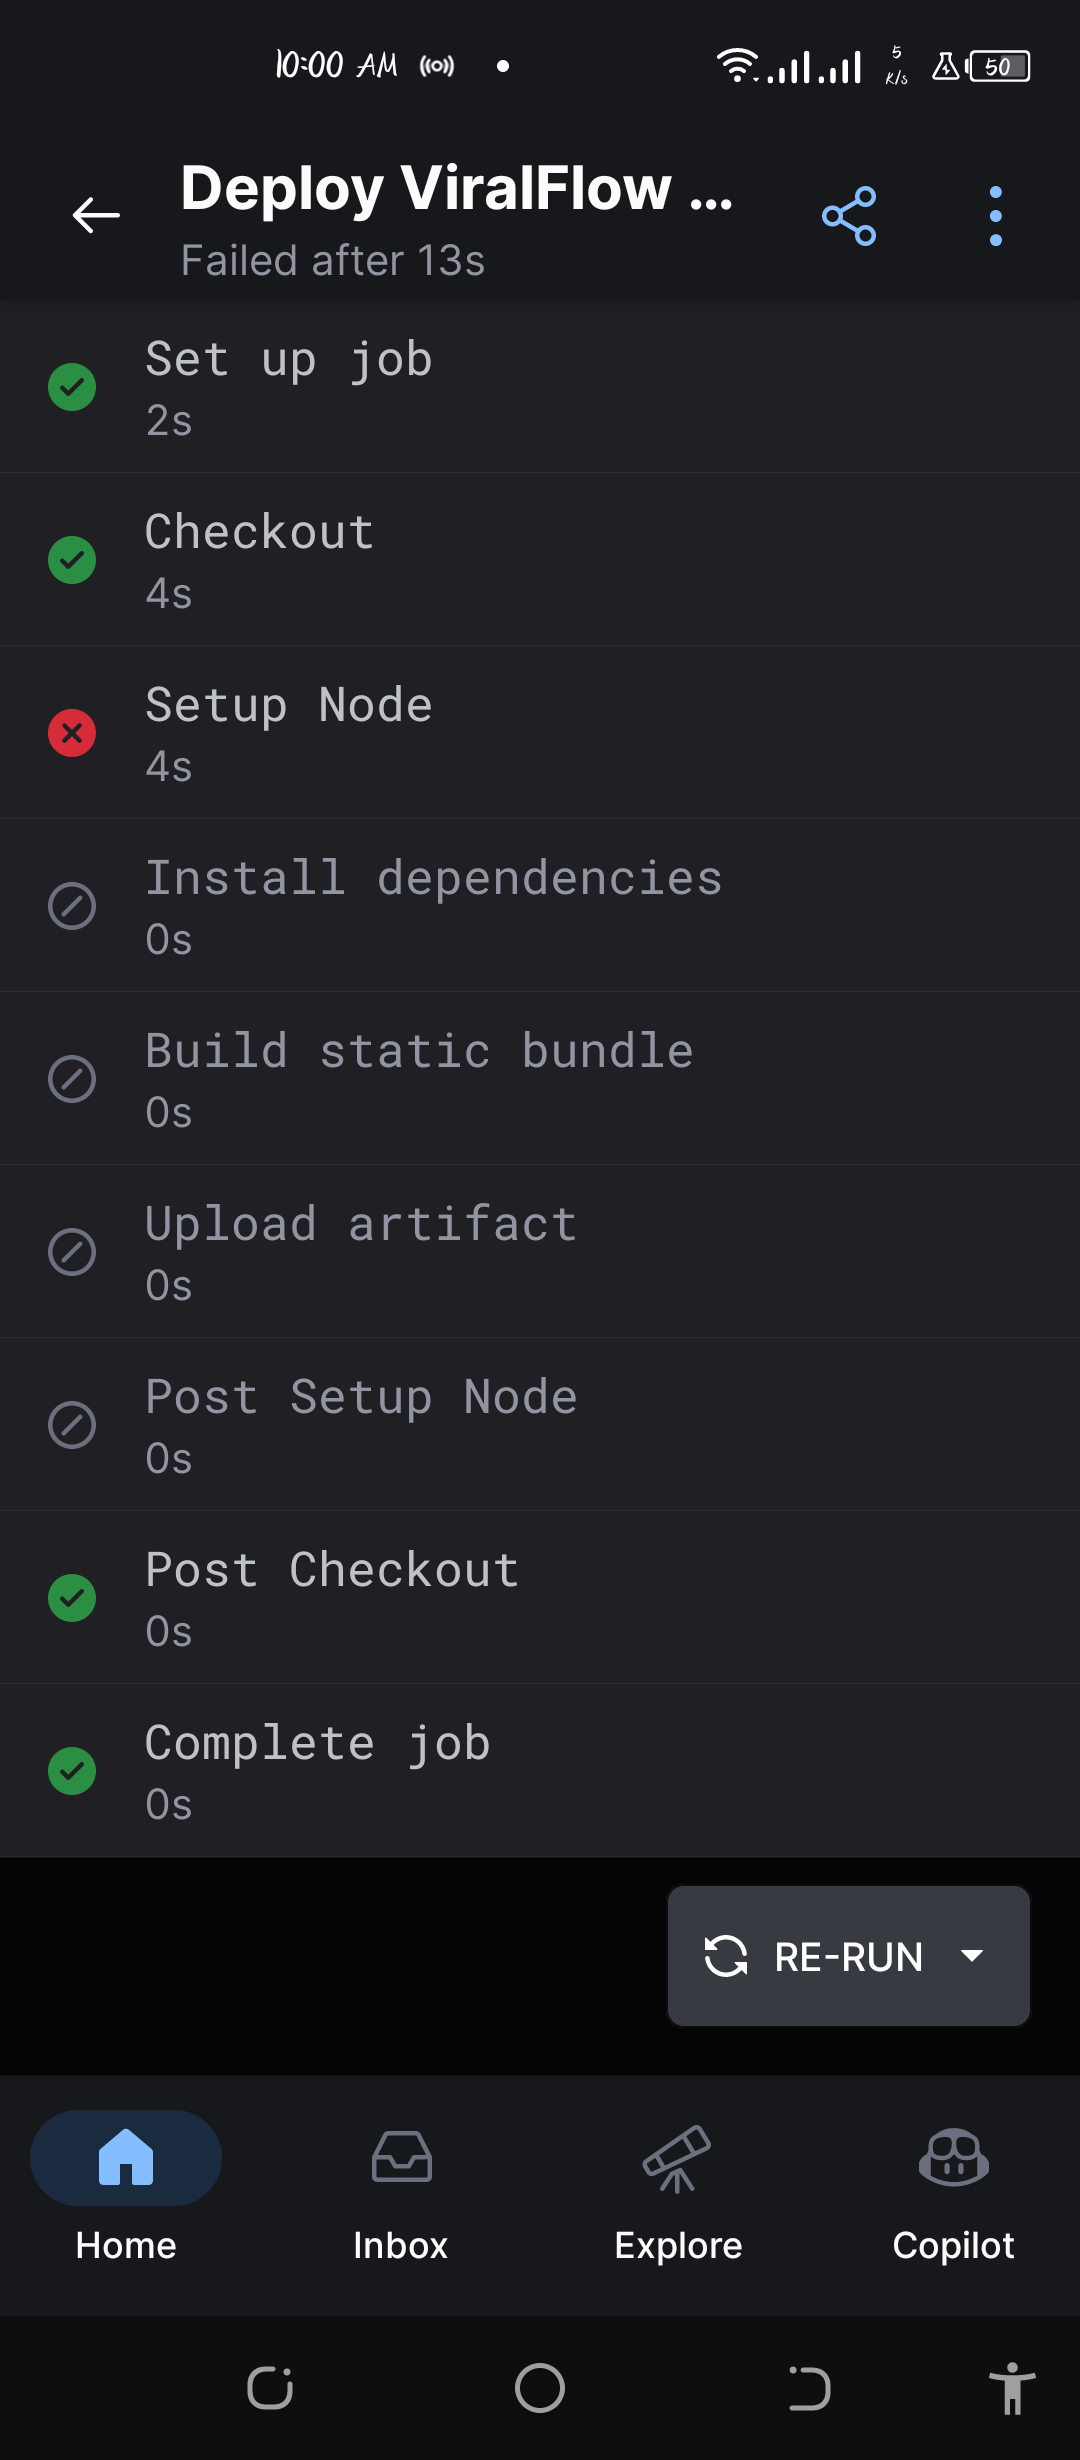 10:00 AM
5
K/s
50
Deploy ViralFlow ...
Failed after 13s
Set up job
2s
Checkout
4s
Setup Node
4s
Install dependencies
0s
Build static bundle
0s
Upload artifact
0s
Post Setup Node
0s
Post Checkout
0s
Complete job
0s
RE-RUN
Home
Inbox
Explore
Copilot